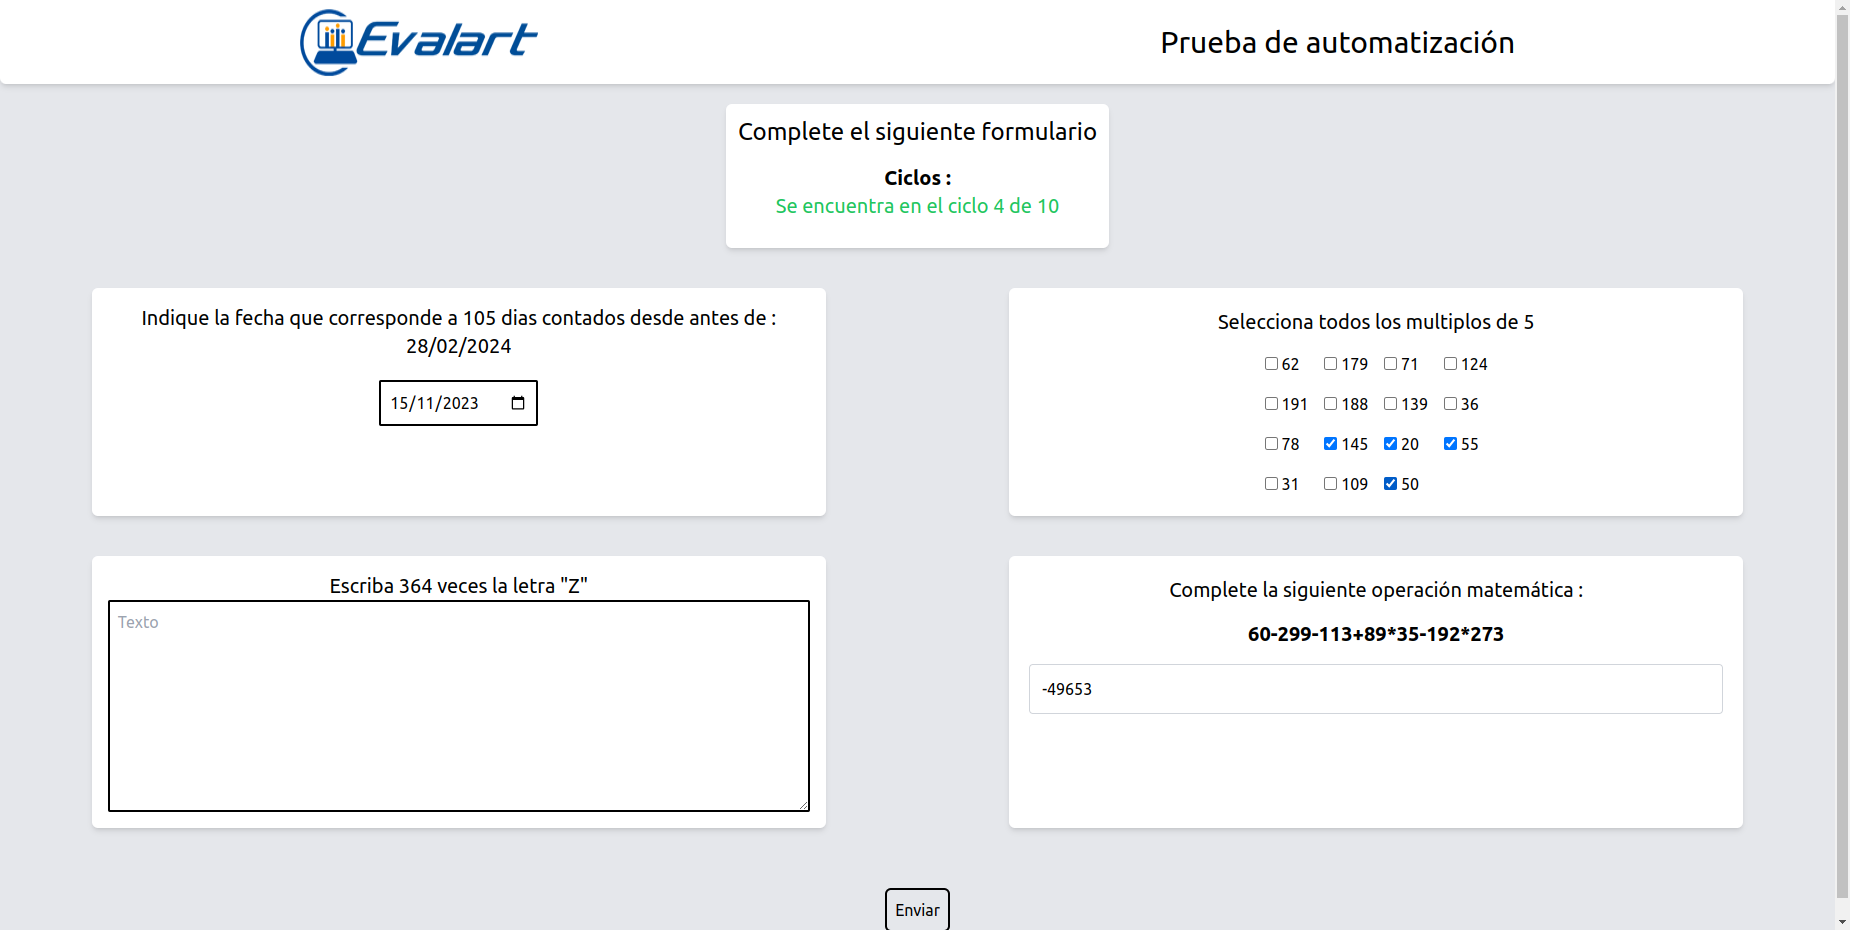 Evalart
Prueba de automatización
Complete el siguiente formulario
Ciclos :
Se encuentra en el ciclo 4 de 10
Indique la fecha que corresponde a 105 dias contados desde antes de :
28/02/2024
15/11/2023
Selecciona todos los multiplos de 5
62 179 71 124
191 188 139 36
78 145 20 55
31 109 50
Escriba 364 veces la letra "Z"
Texto
Complete la siguiente operación matemática :
60-299-113+89*35-192*273
-49653
Enviar